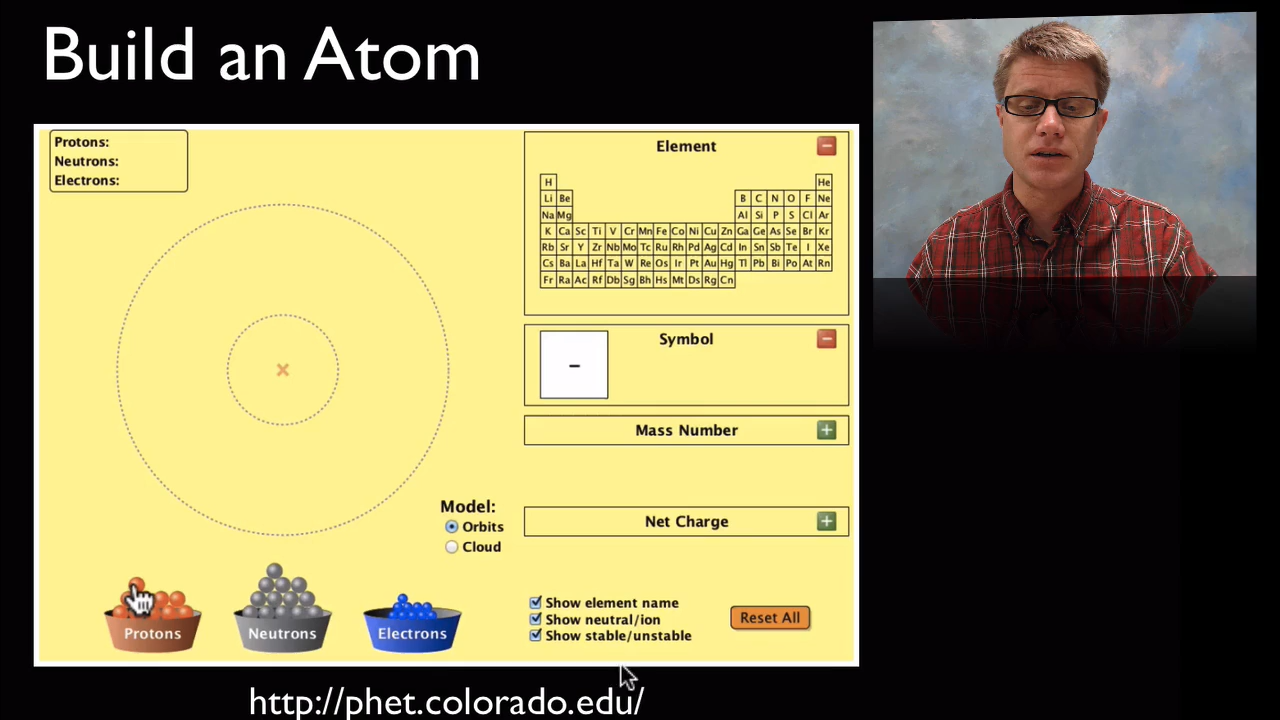 Build an Atom
Protons:
Neutrons:
Electrons:
Element
H He
Li Be B C N O F Ne
Na Mg Al Si P S Cl Ar
K Ca Sc Ti V Cr Mn Fe Co Ni Cu Zn Ga Ge As Se Br Kr
Rb Sr Y Zr Nb Mo Tc Ru Rh Pd Ag Cd In Sn Sb Te I Xe
Cs Ba La Hf Ta W Re Os Ir Pt Au Hg Tl Pb Bi Po At Rn
Fr Ra Ac Rf Db Sg Bh Hs Mt Ds Rg Cn
Symbol
–
Mass Number
Model:
Orbits
Cloud
Net Charge
Protons
Neutrons
Electrons
Show element name
Show neutral/ion
Show stable/unstable
Reset All
http://phet.colorado.edu/